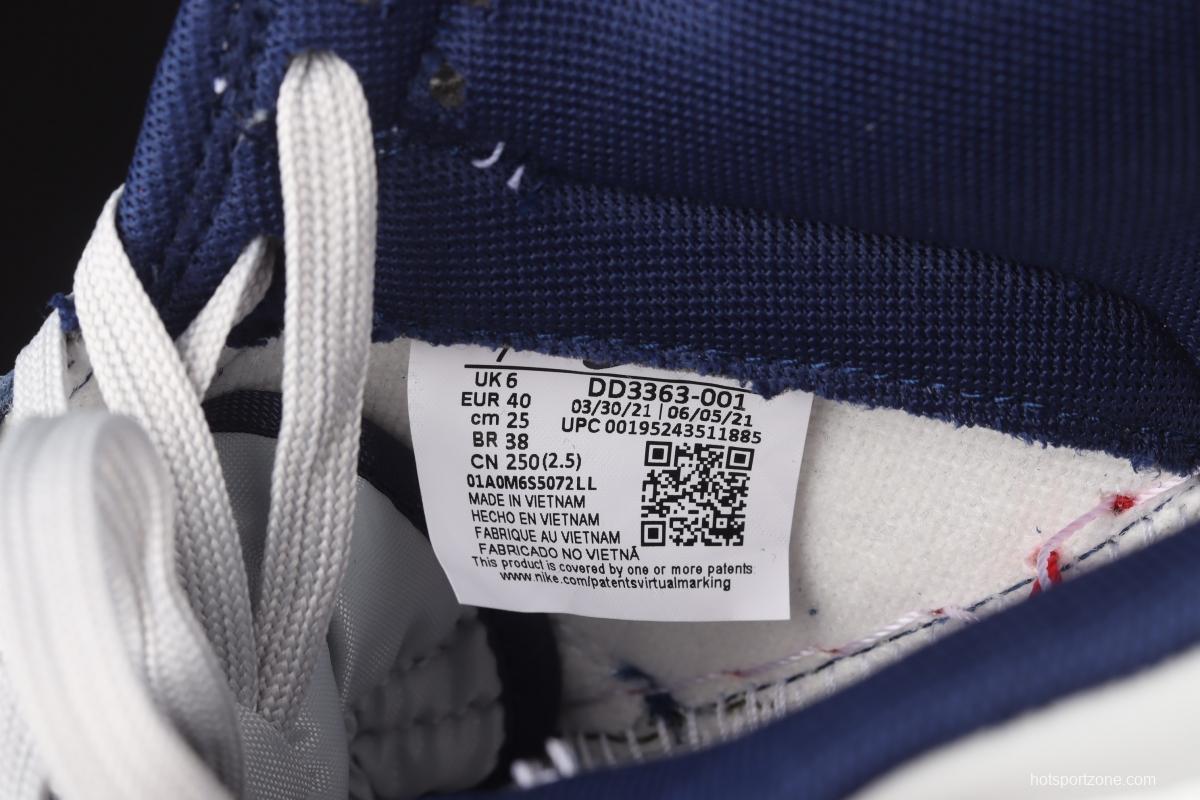 7
UK 6
EUR 40
cm 25
BR 38
CN 250(2.5)
01A0M6S5072LL
DD3363-001
03/30/21 | 06/05/21
UPC 00195243511885
MADE IN VIETNAM
HECHO EN VIETNAM
FABRIQUE AU VIETNAM
FABRICADO NO VIETNÃ
This product is covered by one or more patents
www.nike.com/patentsvirtualmarking
hotsportzone.com